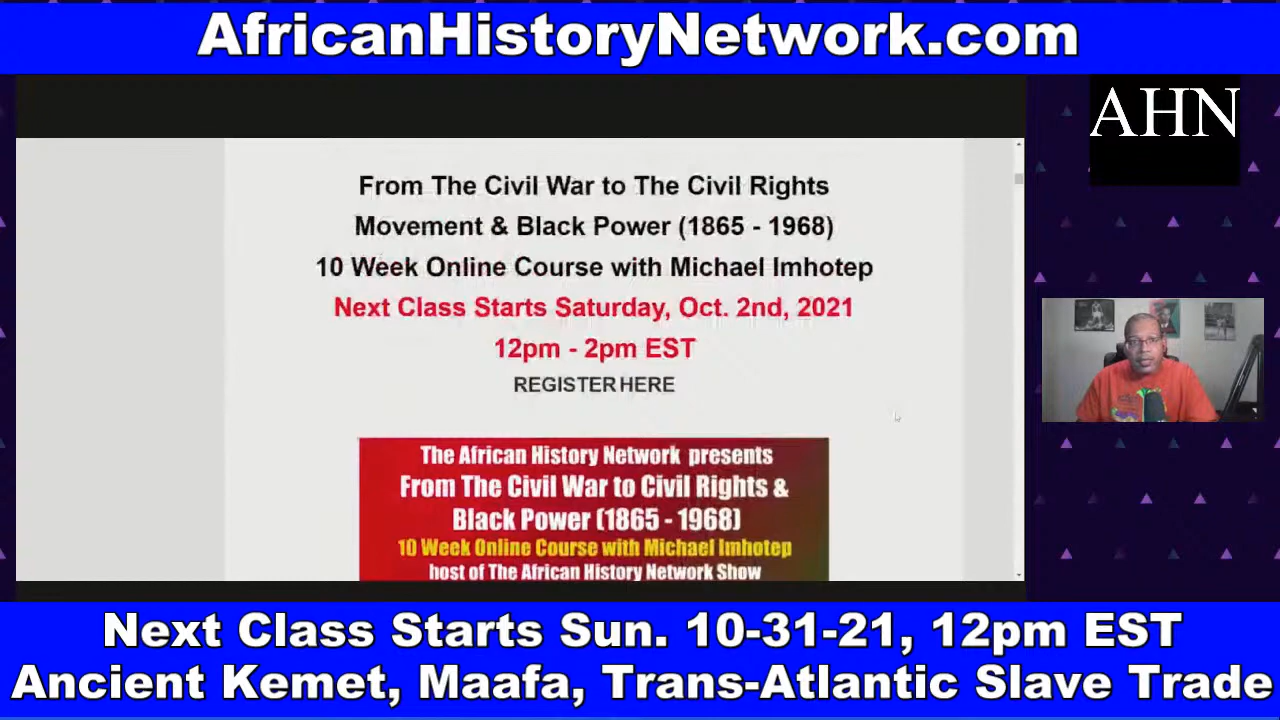 AfricanHistoryNetwork.com
AHN
From The Civil War to The Civil Rights
Movement & Black Power (1865 - 1968)
10 Week Online Course with Michael Imhotep
Next Class Starts Saturday, Oct. 2nd, 2021
12pm - 2pm EST
REGISTER HERE
The African History Network presents
From The Civil War to Civil Rights &
Black Power (1865 - 1968)
10 Week Online Course with Michael Imhotep
host of The African History Network Show
Next Class Starts Sun. 10-31-21, 12pm EST
Ancient Kemet, Maafa, Trans-Atlantic Slave Trade